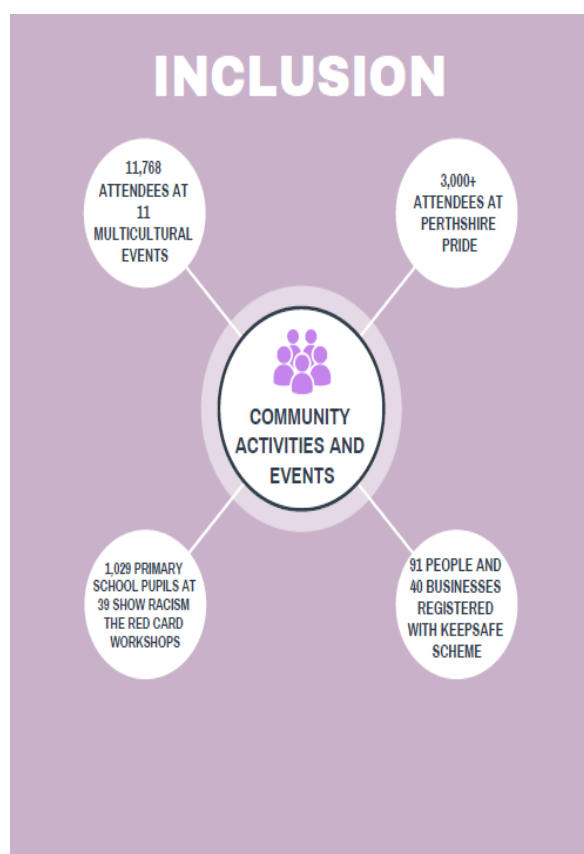 INCLUSION
11,768
ATTENDEES AT
11
MULTICULTURAL
EVENTS
3,000+
ATTENDEES AT
PERTHSHIRE
PRIDE
COMMUNITY
ACTIVITIES AND
EVENTS
1,029 PRIMARY
SCHOOL PUPILS AT
39 SHOW RACISM
THE RED CARD
WORKSHOPS
91 PEOPLE AND
40 BUSINESSES
REGISTERED
WITH KEEPSAFE
SCHEME